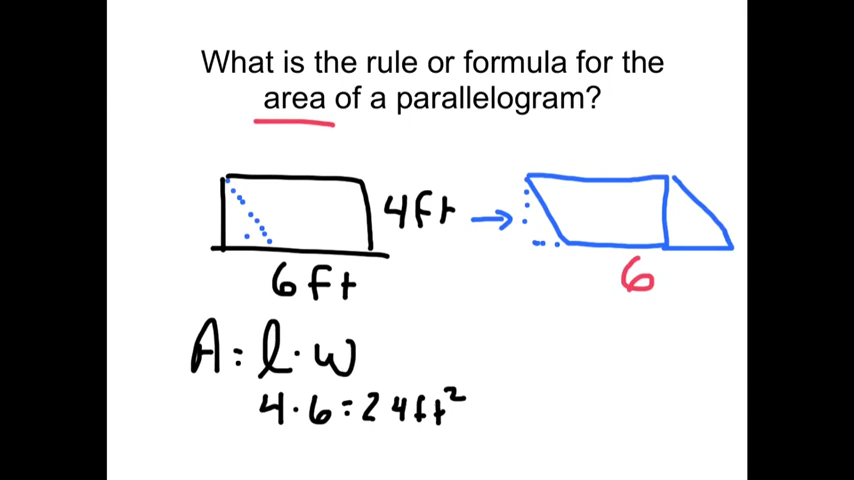 What is the rule or formula for the
area of a parallelogram?
4ft
6ft
6
A = l · w
4 · 6 = 24ft²